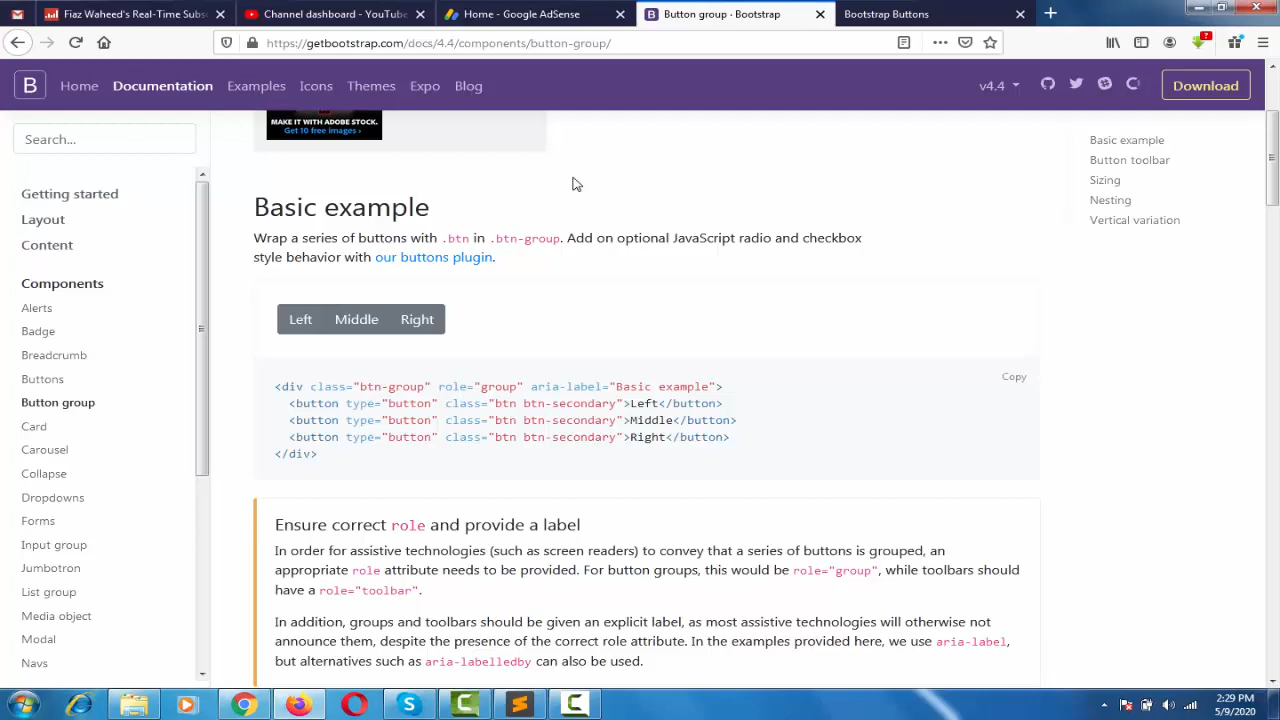 Fiaz Waheed's Real-Time Subs
Channel dashboard - YouTube
Home - Google AdSense
Button group · Bootstrap
Bootstrap Buttons
https://getbootstrap.com/docs/4.4/components/button-group/
B
Home
Documentation
Examples
Icons
Themes
Expo
Blog
v4.4
Download
Search...
Getting started
Layout
Content
Components
Alerts
Badge
Breadcrumb
Buttons
Button group
Card
Carousel
Collapse
Dropdowns
Forms
Input group
Jumbotron
List group
Media object
Modal
Navs
MAKE IT WITH ADOBE STOCK.
Get 10 free images ›
Basic example
Wrap a series of buttons with .btn in .btn-group. Add on optional JavaScript radio and checkbox
style behavior with our buttons plugin.
Left Middle Right
Copy
<div class="btn-group" role="group" aria-label="Basic example">
<button type="button" class="btn btn-secondary">Left</button>
<button type="button" class="btn btn-secondary">Middle</button>
<button type="button" class="btn btn-secondary">Right</button>
</div>
Ensure correct role and provide a label
In order for assistive technologies (such as screen readers) to convey that a series of buttons is grouped, an
appropriate role attribute needs to be provided. For button groups, this would be role="group", while toolbars should
have a role="toolbar".
In addition, groups and toolbars should be given an explicit label, as most assistive technologies will otherwise not
announce them, despite the presence of the correct role attribute. In the examples provided here, we use aria-label,
but alternatives such as aria-labelledby can also be used.
Basic example
Button toolbar
Sizing
Nesting
Vertical variation
2:29 PM
5/9/2020